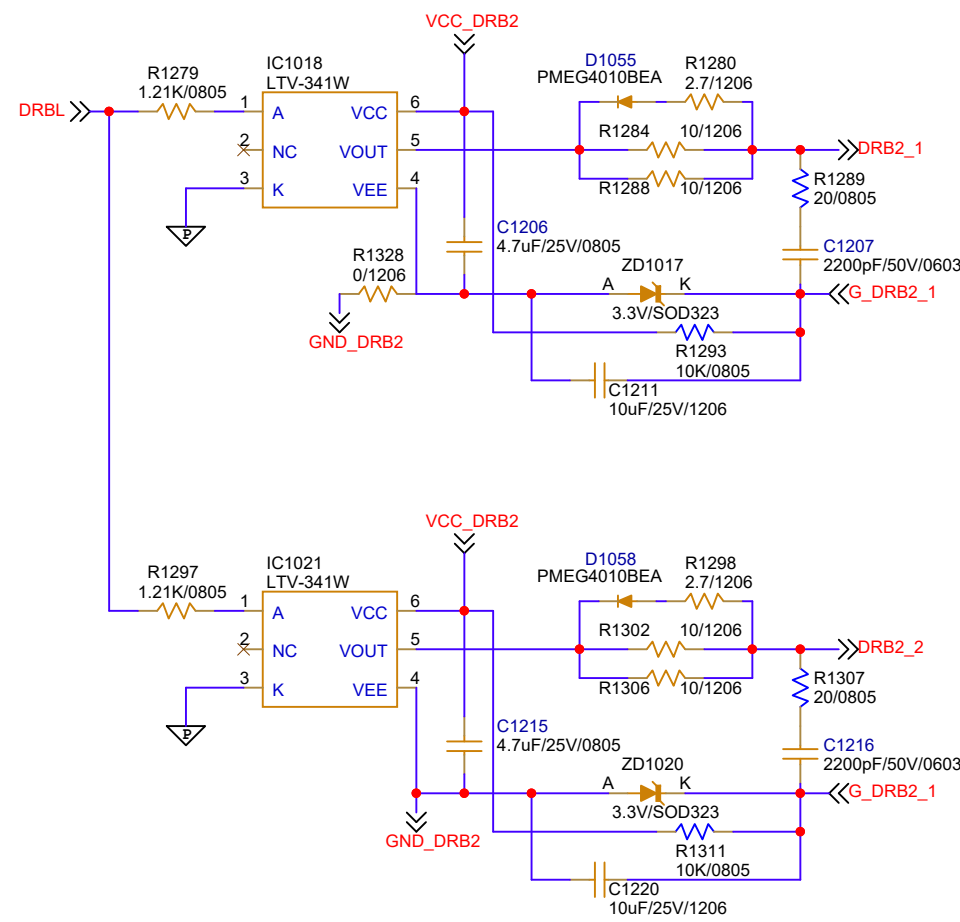 VCC_DRB2
IC1018
LTV-341W
R1279
1.21K/0805
DRBL
1
A
2
NC
3
K
VCC
6
VOUT
5
VEE
4
P
D1055
PMEG4010BEA
R1280
2.7/1206
R1284
10/1206
R1288
10/1206
DRB2_1
R1289
20/0805
C1206
4.7uF/25V/0805
C1207
2200pF/50V/0603
R1328
0/1206
GND_DRB2
ZD1017
A
K
3.3V/SOD323
G_DRB2_1
R1293
10K/0805
C1211
10uF/25V/1206
VCC_DRB2
IC1021
LTV-341W
R1297
1.21K/0805
1
A
2
NC
3
K
VCC
6
VOUT
5
VEE
4
P
D1058
PMEG4010BEA
R1298
2.7/1206
R1302
10/1206
R1306
10/1206
DRB2_2
R1307
20/0805
C1215
4.7uF/25V/0805
C1216
2200pF/50V/0603
GND_DRB2
ZD1020
A
K
3.3V/SOD323
G_DRB2_1
R1311
10K/0805
C1220
10uF/25V/1206